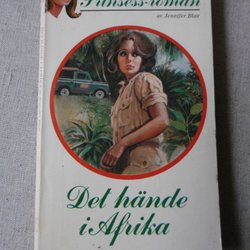 Prinsess-roman
av Jennifer Blair
Det hände
i Afrika